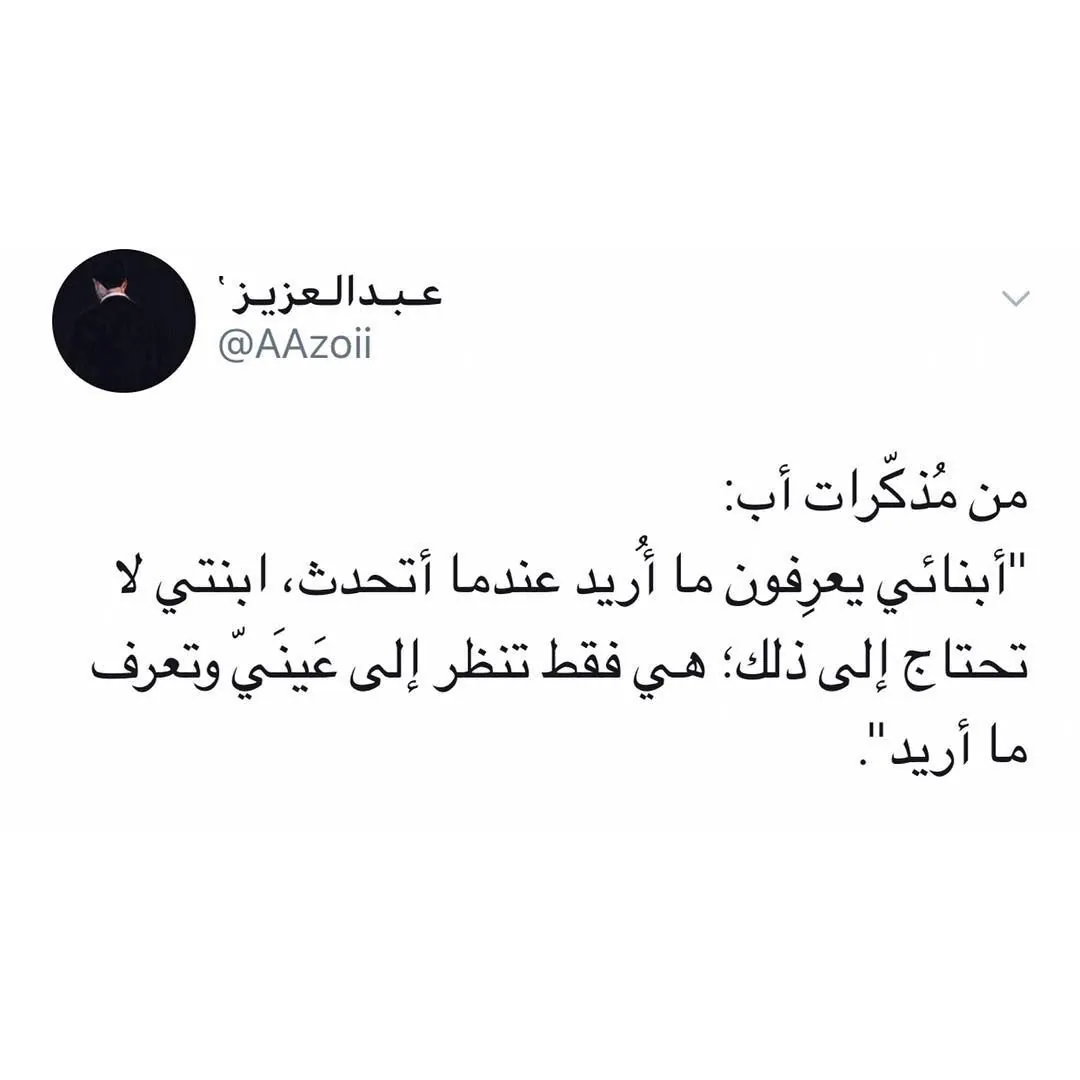 عبدالعزيز ʾ
@AAzoii
من مُذكّرات أب:
"أبنائي يعرِفون ما أُريد عندما أتحدث، ابنتي لا
تحتاج إلى ذلك؛ هي فقط تنظر إلى عَينَيّ وتعرف
ما أريد".